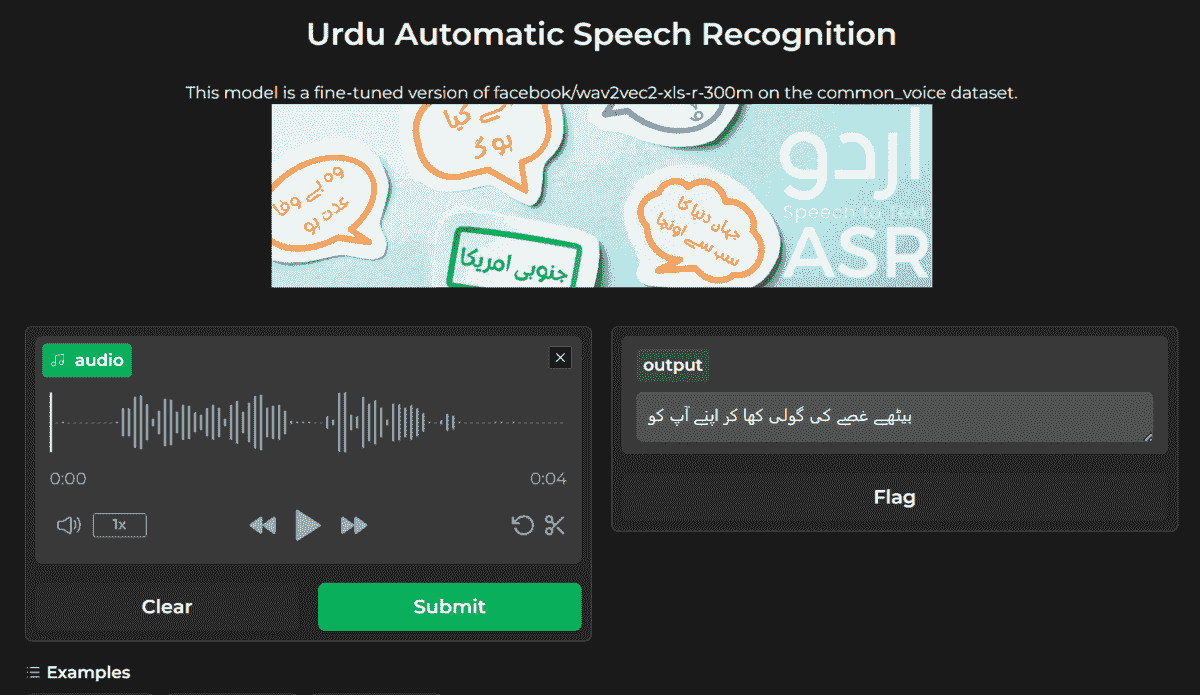 Urdu Automatic Speech Recognition
This model is a fine-tuned version of facebook/wav2vec2-xls-r-300m on the common_voice dataset.
گیا
ہو گ
وہ بے وفا
عدت ہو
جنوبی امریکا
جہاں دنیا کا
سب سے اونچا
اردو
Speech to Text
ASR
audio
0:00
0:04
1x
Clear
Submit
output
بیٹھے غصے کی گولی کھا کر اپنے آپ کو
Flag
Examples